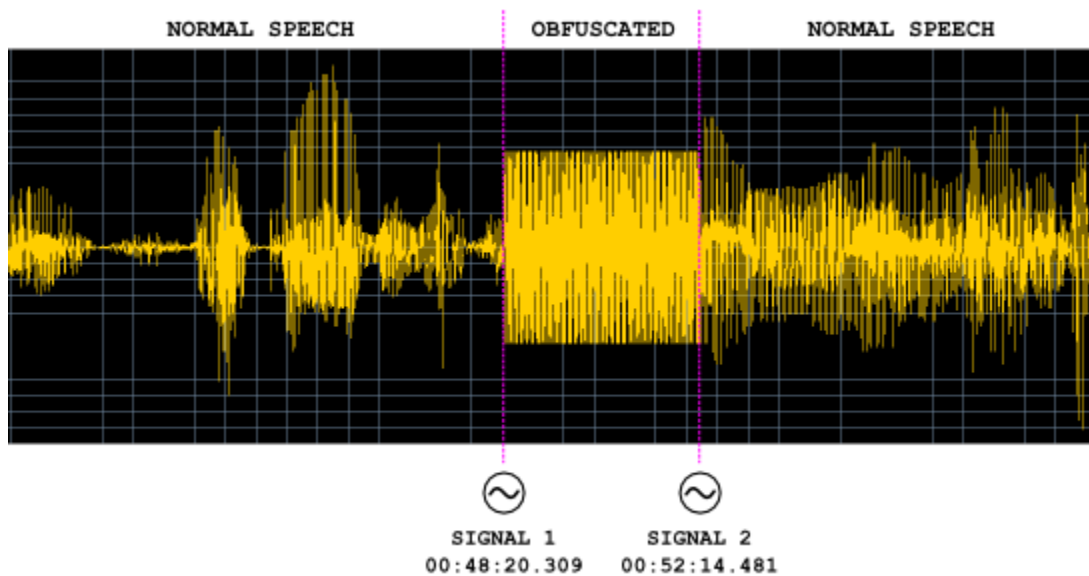 NORMAL SPEECH OBFUSCATED NORMAL SPEECH
SIGNAL 1 SIGNAL 2
00:48:20.309 00:52:14.481